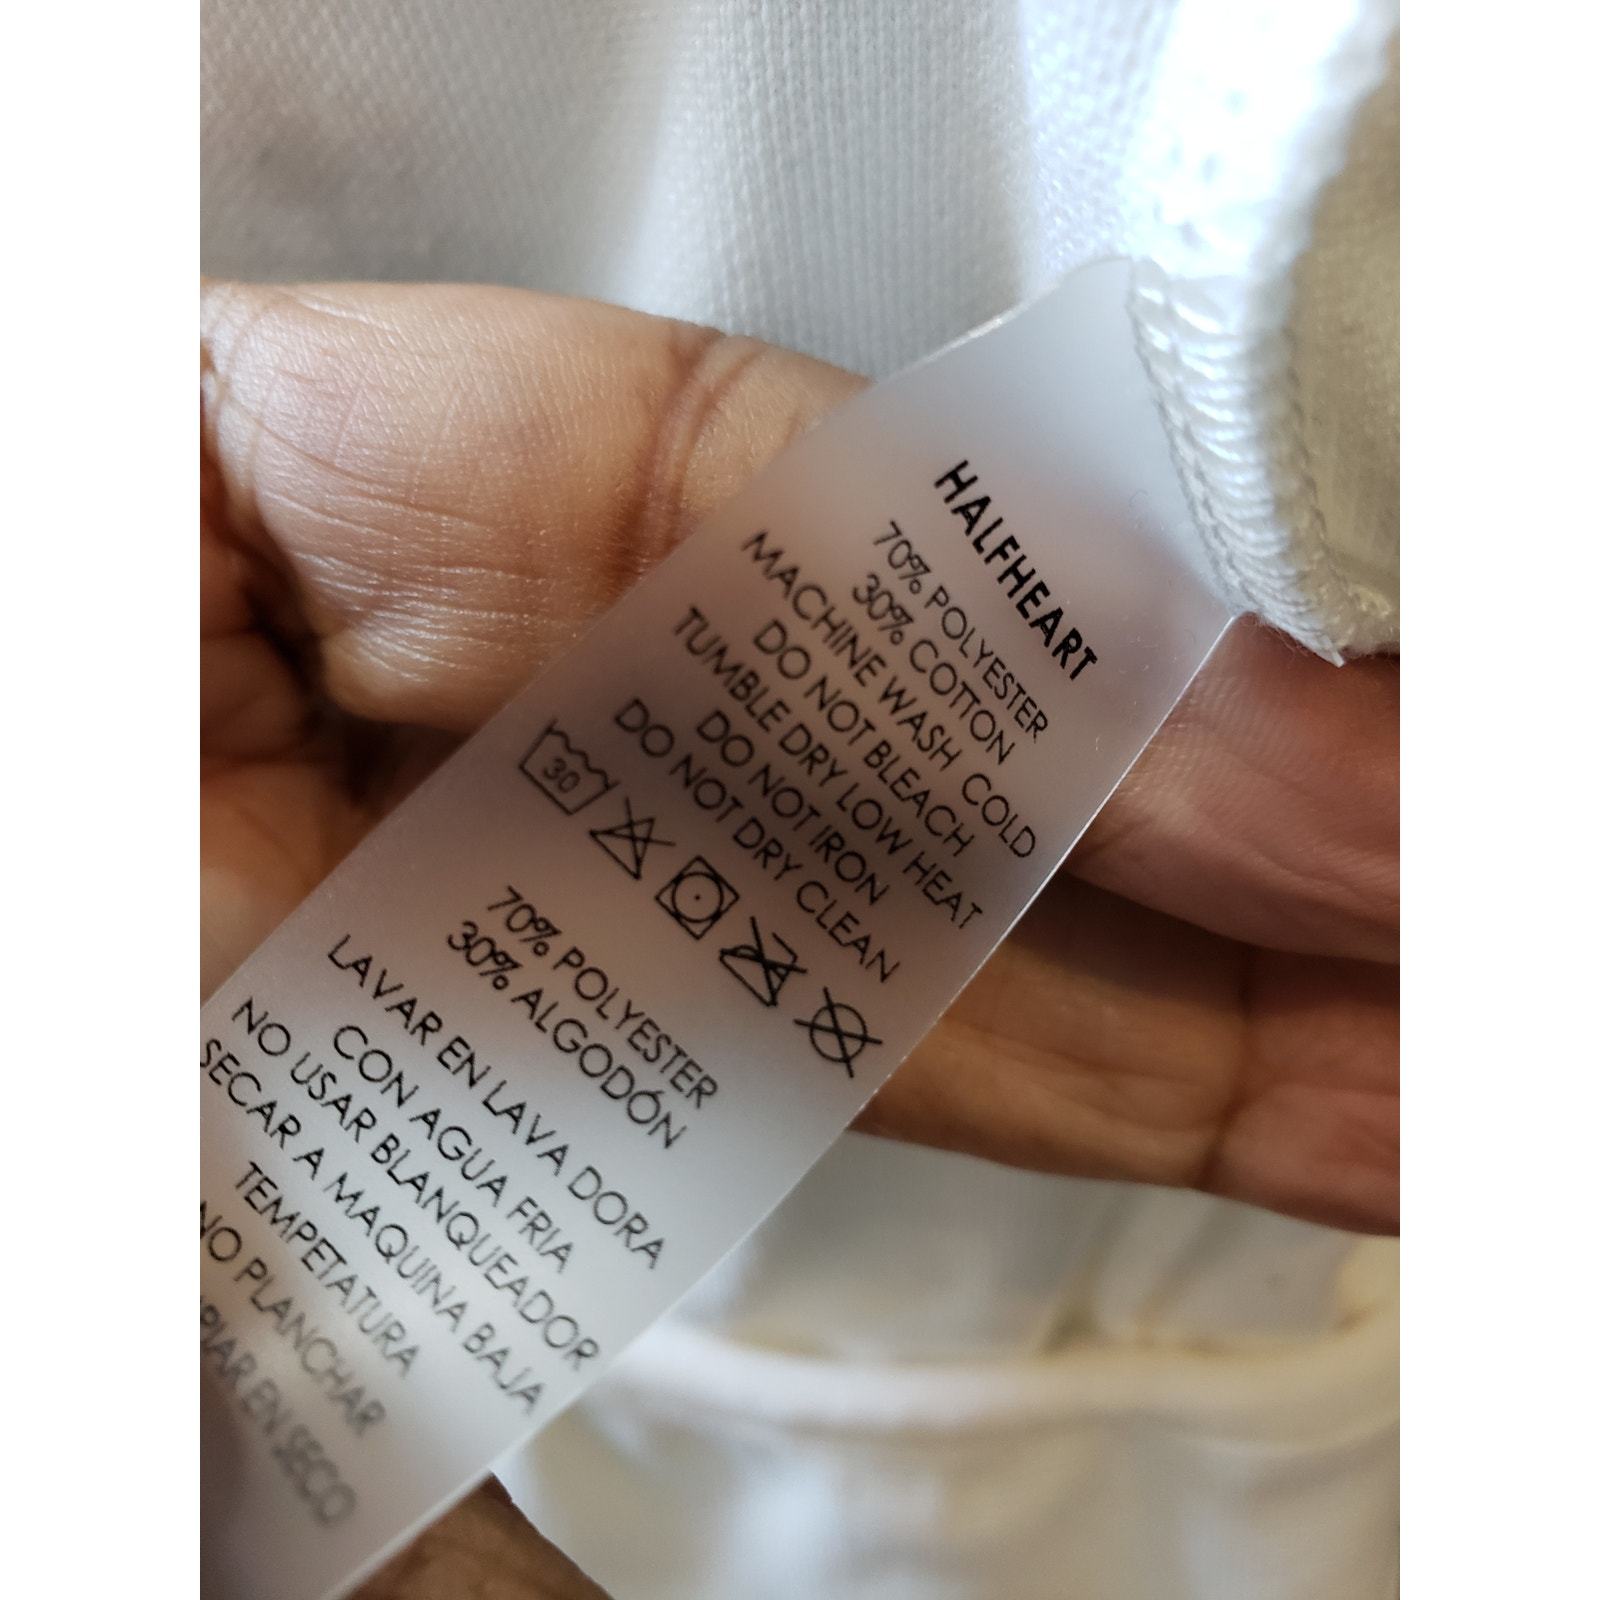 HALFHEART
70% POLYESTER
30% COTTON
MACHINE WASH COLD
DO NOT BLEACH
TUMBLE DRY LOW HEAT
DO NOT IRON
DO NOT DRY CLEAN
30
70% POLYESTER
30% ALGODÓN
LAVAR EN LAVA DORA
CON AGUA FRIA
NO USAR BLANQUEADOR
SECAR A MAQUINA BAJA
TEMPETATURA
NO PLANCHAR
EN SECO